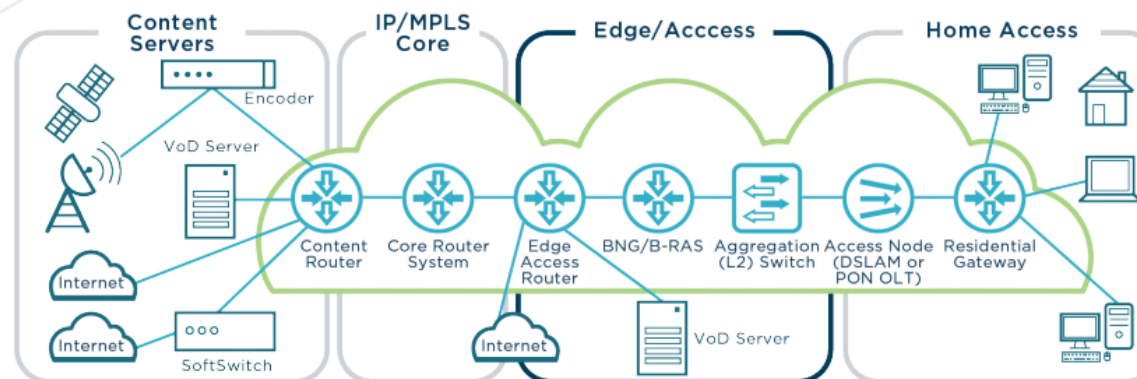 Content
Servers
IP/MPLS
Core
Edge/Acccess
Home Access
Encoder
VoD Server
Content
Router
Core Router
System
Edge
Access
Router
BNG/B-RAS
Aggregation
(L2) Switch
Access Node
(DSLAM or
PON OLT)
Residential
Gateway
Internet
Internet
SoftSwitch
Internet
VoD Server